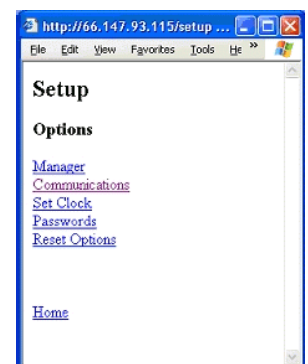 http://66.147.93.115/setup ...
File Edit View Favorites Tools He »
Setup
Options
Manager
Communications
Set Clock
Passwords
Reset Options
Home